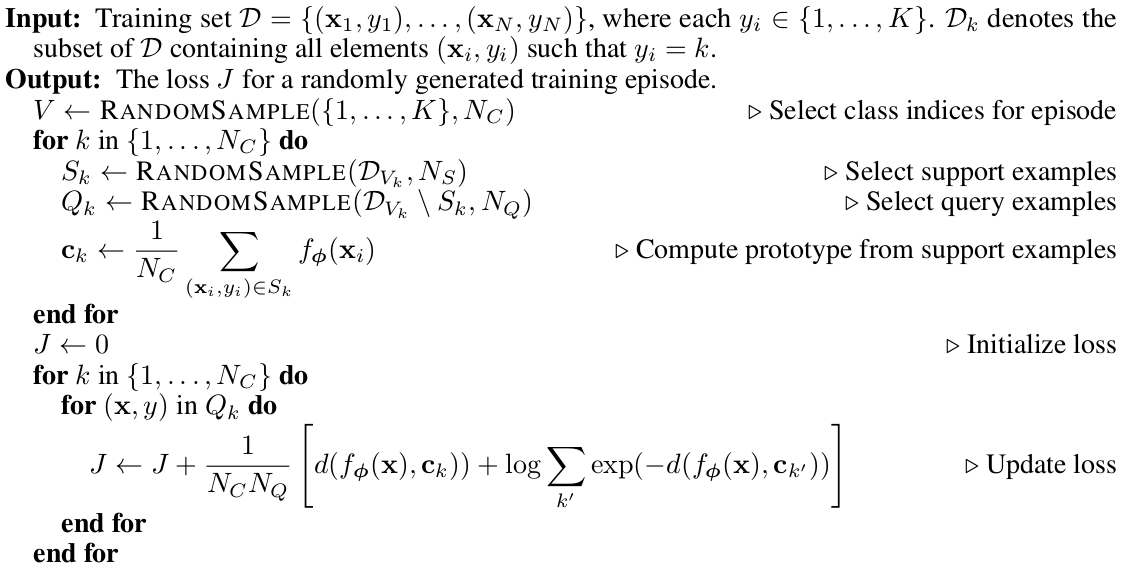 Input: Training set $\mathcal{D} = \{(\mathbf{x}_1, y_1), \ldots, (\mathbf{x}_N, y_N)\}$, where each $y_i \in \{1, \ldots, K\}$. $\mathcal{D}_k$ denotes the
subset of $\mathcal{D}$ containing all elements $(\mathbf{x}_i, y_i)$ such that $y_i = k$.
Output: The loss $J$ for a randomly generated training episode.
$V \leftarrow \text{RANDOMSAMPLE}(\{1, \ldots, K\}, N_C)$ ▷ Select class indices for episode
for $k$ in $\{1, \ldots, N_C\}$ do
$S_k \leftarrow \text{RANDOMSAMPLE}(\mathcal{D}_{V_k}, N_S)$ ▷ Select support examples
$Q_k \leftarrow \text{RANDOMSAMPLE}(\mathcal{D}_{V_k} \setminus S_k, N_Q)$ ▷ Select query examples
$\mathbf{c}_k \leftarrow \frac{1}{N_C} \sum_{(\mathbf{x}_i, y_i) \in S_k} f_{\boldsymbol{\phi}}(\mathbf{x}_i)$ ▷ Compute prototype from support examples
end for
$J \leftarrow 0$ ▷ Initialize loss
for $k$ in $\{1, \ldots, N_C\}$ do
for $(\mathbf{x}, y)$ in $Q_k$ do
$J \leftarrow J + \frac{1}{N_C N_Q} \left[ d(f_{\boldsymbol{\phi}}(\mathbf{x}), \mathbf{c}_k)) + \log \sum_{k'} \exp(-d(f_{\boldsymbol{\phi}}(\mathbf{x}), \mathbf{c}_{k'})) \right]$ ▷ Update loss
end for
end for